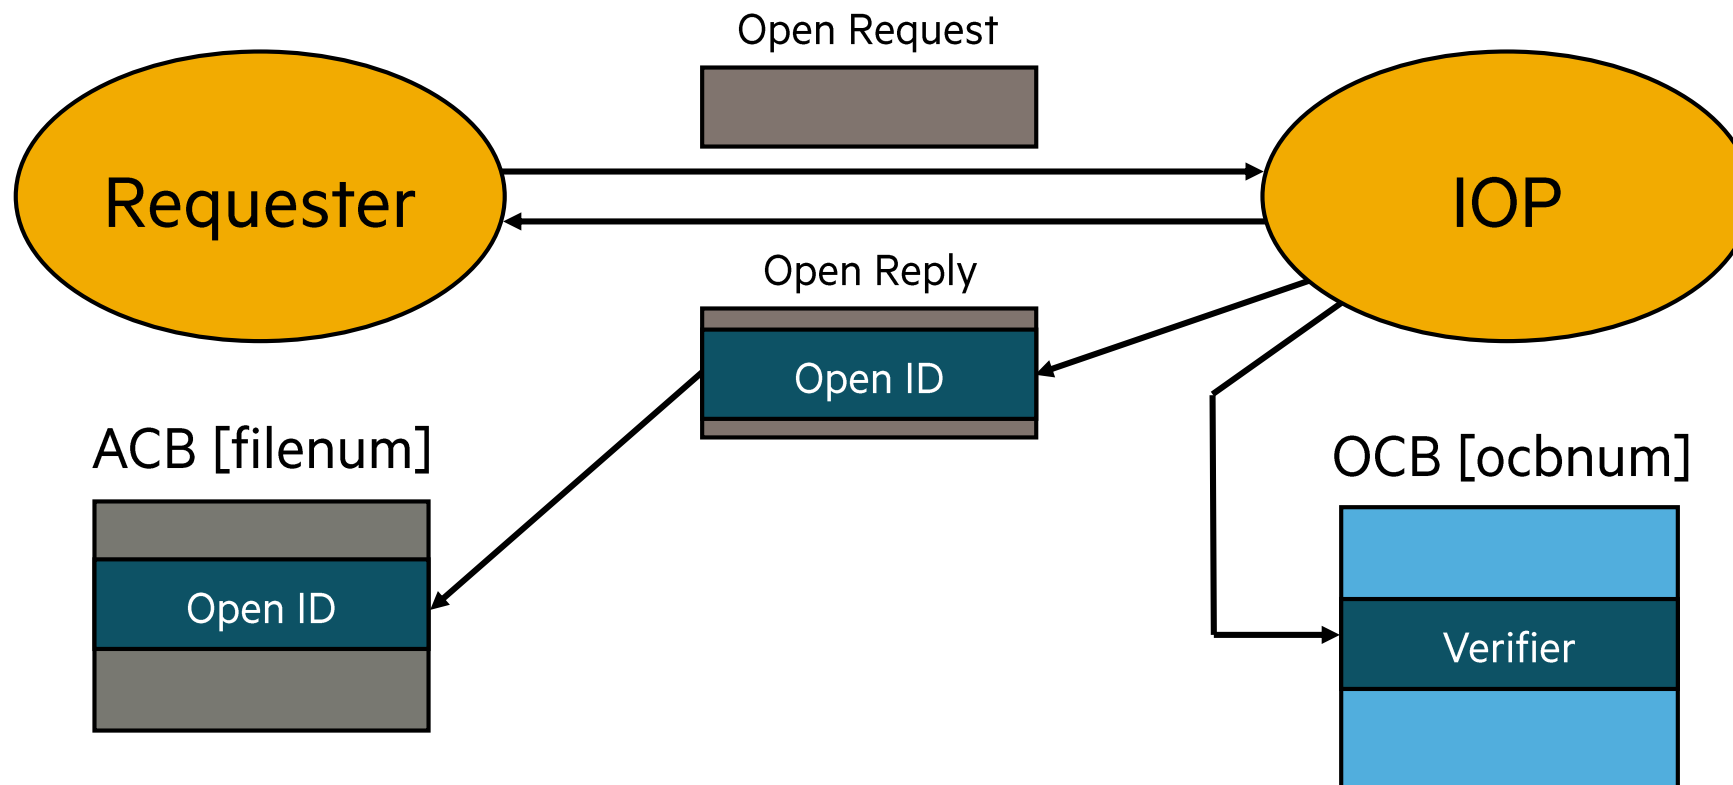 Open Request
Requester
IOP
Open Reply
Open ID
ACB [filenum]
OCB [ocbnum]
Open ID
Verifier